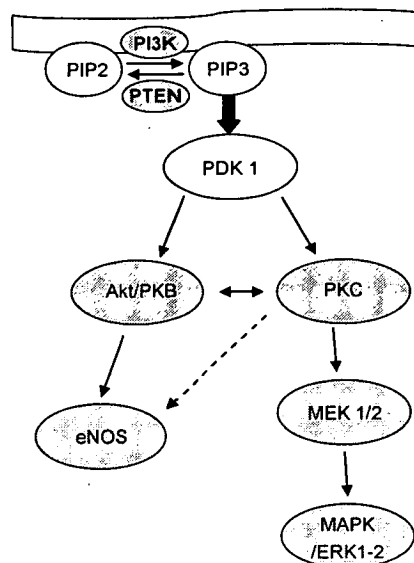 PI3K
PIP2
PIP3
PTEN
PDK 1
Akt/PKB
PKC
eNOS
MEK 1/2
MAPK
/ERK1-2